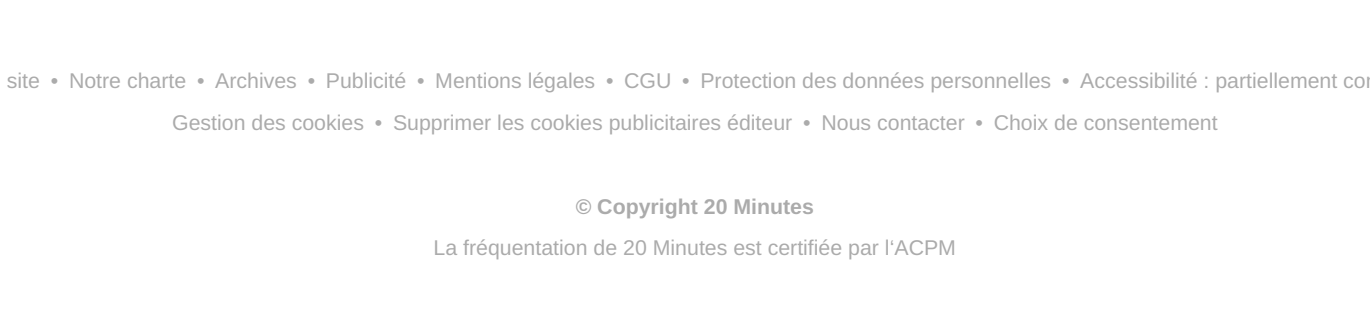 site • Notre charte • Archives • Publicité • Mentions légales • CGU • Protection des données personnelles • Accessibilité : partiellement
Gestion des cookies • Supprimer les cookies publicitaires éditeur • Nous contacter • Choix de consentement
© Copyright 20 Minutes
La fréquentation de 20 Minutes est certifiée par l‘ACPM